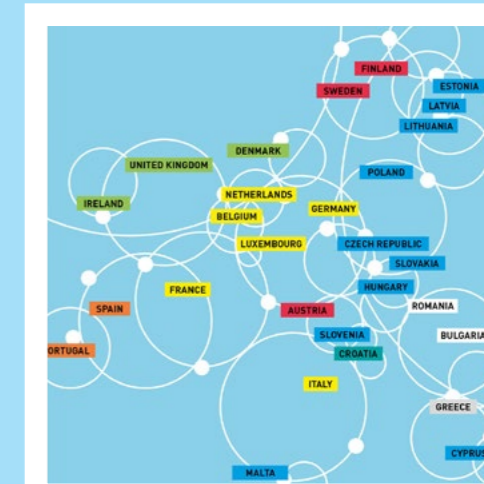 FINLAND
ESTONIA
SWEDEN
LATVIA
LITHUANIA
DENMARK
UNITED KINGDOM
POLAND
NETHERLANDS
IRELAND
GERMANY
BELGIUM
LUXEMBOURG
CZECH REPUBLIC
SLOVAKIA
FRANCE
HUNGARY
ROMANIA
SPAIN
AUSTRIA
SLOVENIA
BULGARIA
ORTUGAL
CROATIA
ITALY
GREECE
CYPRUS
MALTA